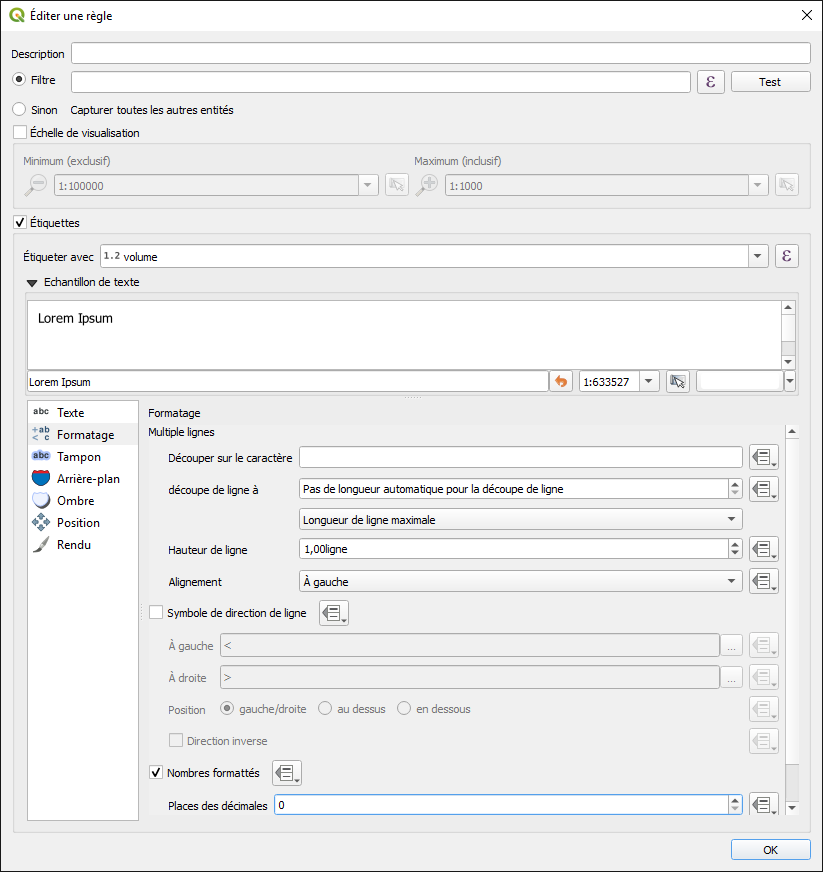 Éditer une règle
Description
Filtre
ε
Test
Sinon Capturer toutes les autres entités
Échelle de visualisation
Minimum (exclusif) Maximum (inclusif)
1:100000 1:1000
Étiquettes
Étiqueter avec 1.2 volume ε
Echantillon de texte
Lorem Ipsum
Lorem Ipsum 1:633527
abc Texte
+ab < c Formatage
abc Tampon
Arrière-plan
Ombre
Position
Rendu
Formatage
Multiple lignes
Découper sur le caractère
découpe de ligne à Pas de longueur automatique pour la découpe de ligne
Longueur de ligne maximale
Hauteur de ligne 1,00ligne
Alignement À gauche
Symbole de direction de ligne
À gauche < ...
À droite > ...
Position gauche/droite au dessus en dessous
Direction inverse
Nombres formattés
Places des décimales 0
OK